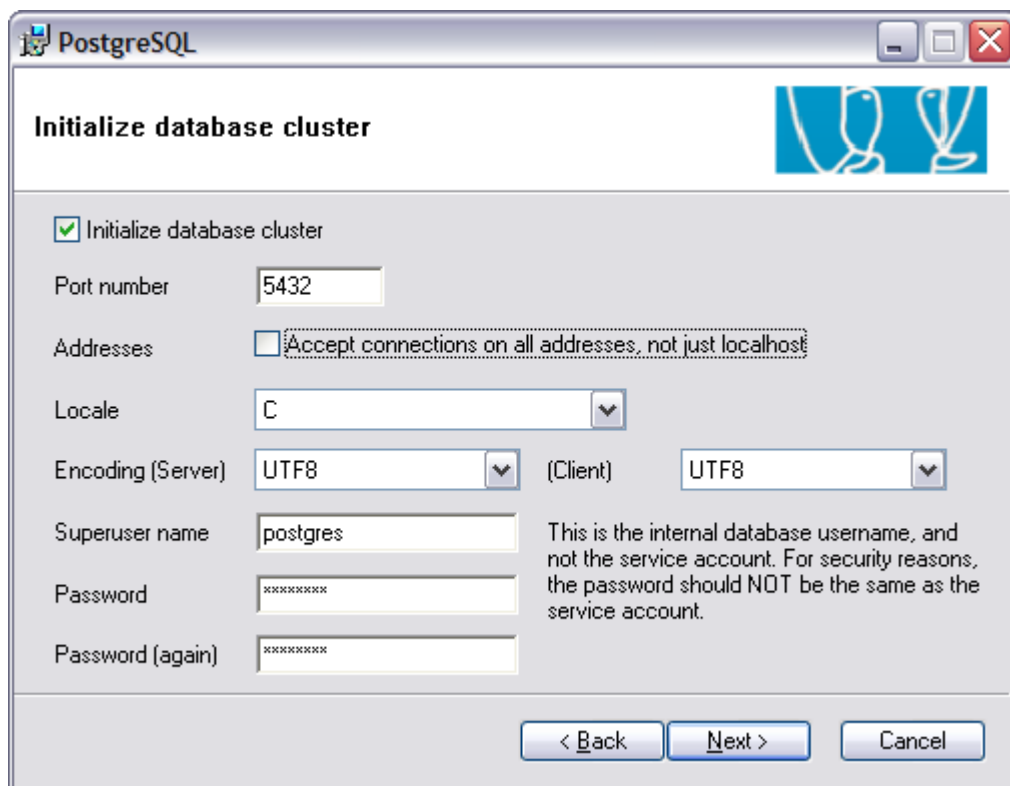 PostgreSQL
Initialize database cluster
Initialize database cluster
Port number 5432
Addresses Accept connections on all addresses, not just localhost
Locale C
Encoding (Server) UTF8 (Client) UTF8
Superuser name postgres
This is the internal database username, and
not the service account. For security reasons,
the password should NOT be the same as the
service account.
Password ********
Password (again) ********
< Back Next > Cancel